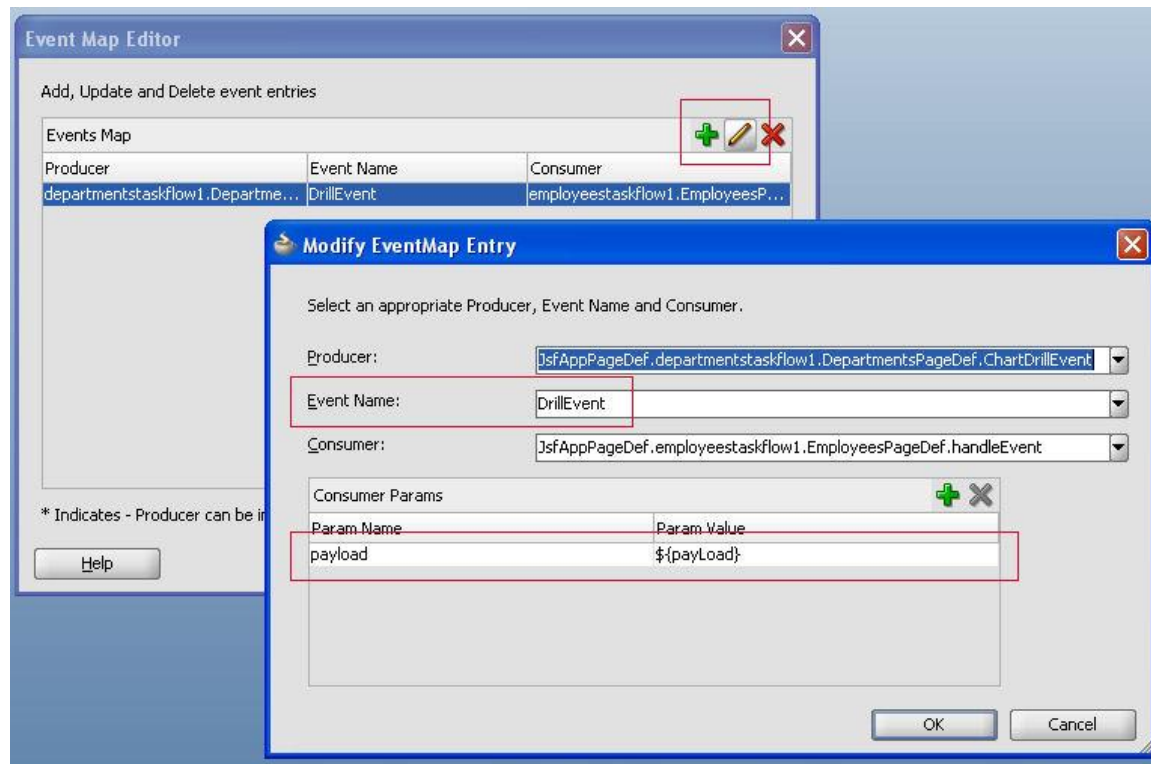 Event Map Editor
Add, Update and Delete event entries
Events Map
Producer Event Name Consumer
departmentstaskflow1.Departme... DrillEvent employeestaskflow1.EmployeesP...
* Indicates - Producer can be in
Help
Modify EventMap Entry
Select an appropriate Producer, Event Name and Consumer.
Producer: JsfAppPageDef.departmentstaskflow1.DepartmentsPageDef.ChartDrillEvent
Event Name: DrillEvent
Consumer: JsfAppPageDef.employeestaskflow1.EmployeesPageDef.handleEvent
Consumer Params
Param Name Param Value
payload ${payLoad}
OK Cancel